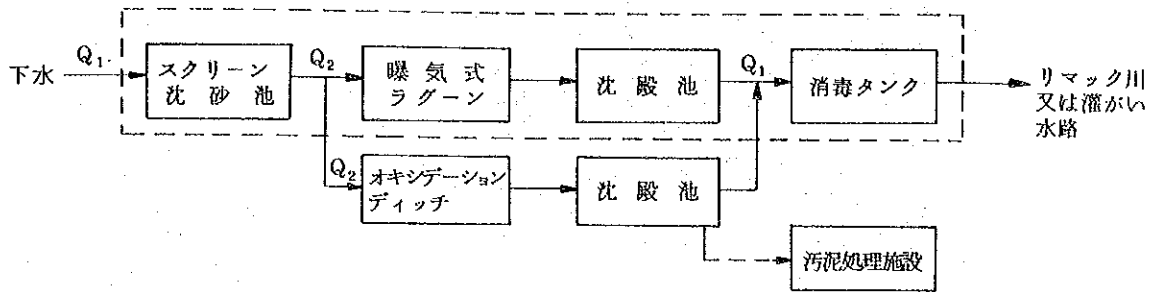 下水
Q₁
スクリーン
沈砂池
Q₂
曝気式
ラグーン
沈殿池
Q₁
消毒タンク
リマック川
又は灌がい
水路
Q₂
オキシデーション
ディッチ
沈殿池
汚泥処理施設